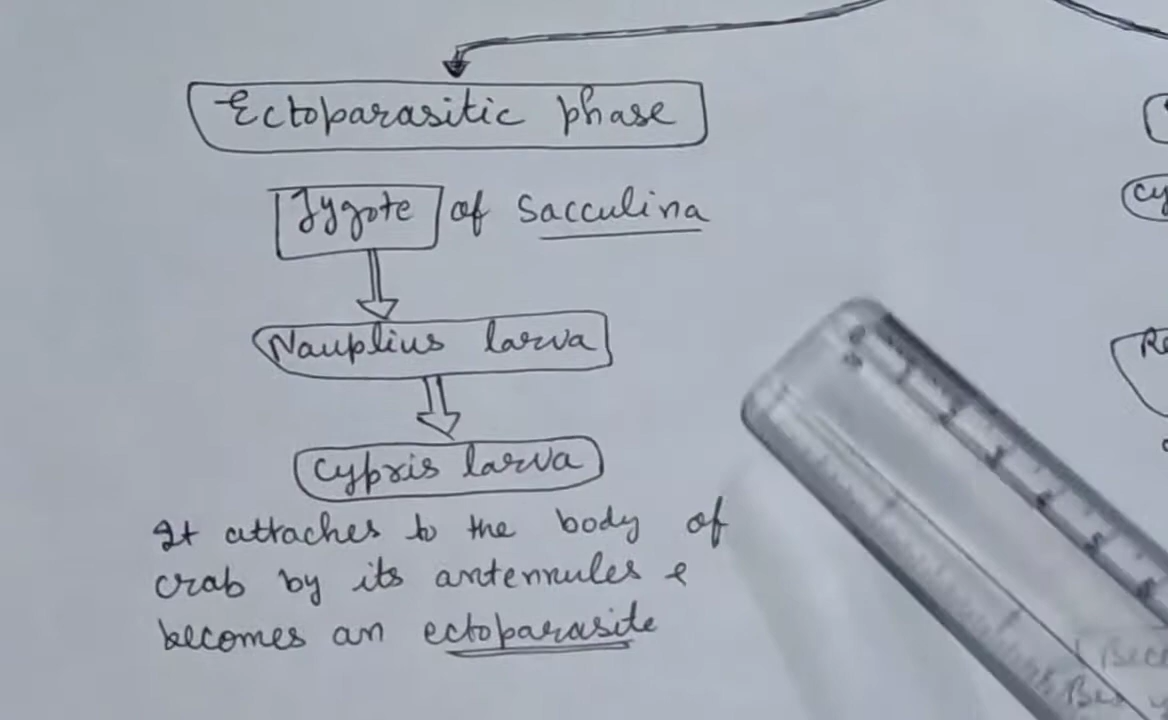 Ectoparasitic phase
Zygote of Sacculina
Nauplius larva
Cypris larva
It attaches to the body of
crab by its antennules &
becomes an ectoparasite